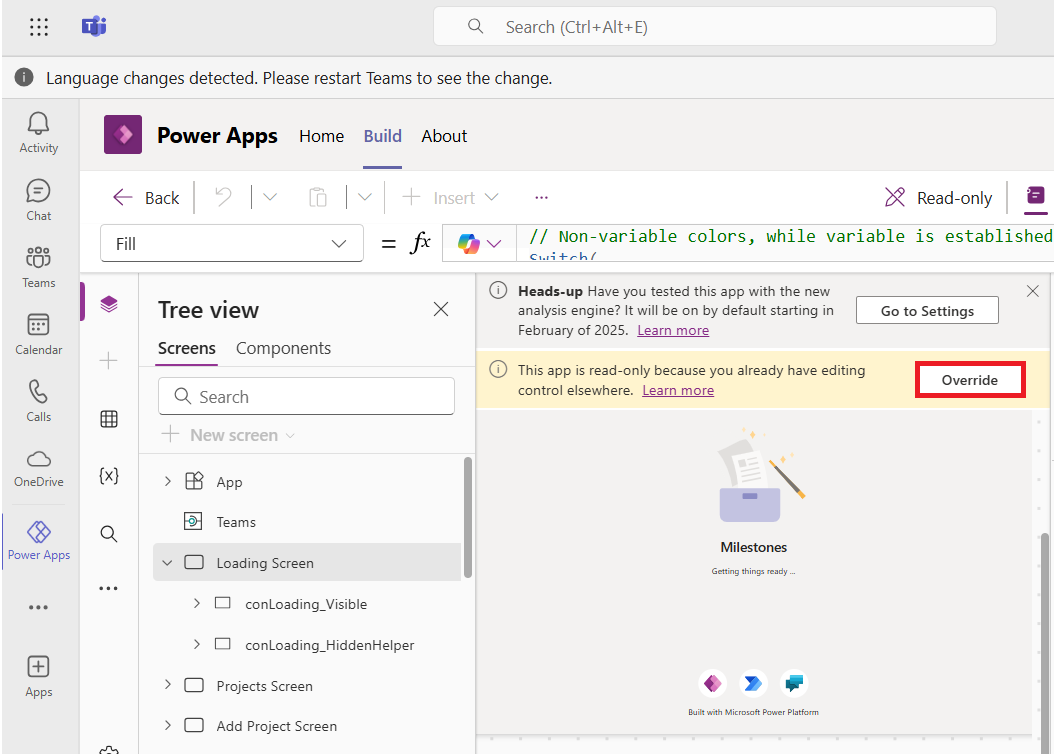 Search (Ctrl+Alt+E)
Language changes detected. Please restart Teams to see the change.
Activity
Chat
Teams
Calendar
Calls
OneDrive
Power Apps
Apps
Power Apps
Home
Build
About
Back
Insert
Read-only
Fill
= fx
// Non-variable colors, while variable is established
Switch(
Tree view
Screens
Components
Search
New screen
App
Teams
Loading Screen
conLoading_Visible
conLoading_HiddenHelper
Projects Screen
Add Project Screen
Heads-up Have you tested this app with the new
analysis engine? It will be on by default starting in
February of 2025. Learn more
Go to Settings
This app is read-only because you already have editing
control elsewhere. Learn more
Override
Milestones
Getting things ready ...
Built with Microsoft Power Platform